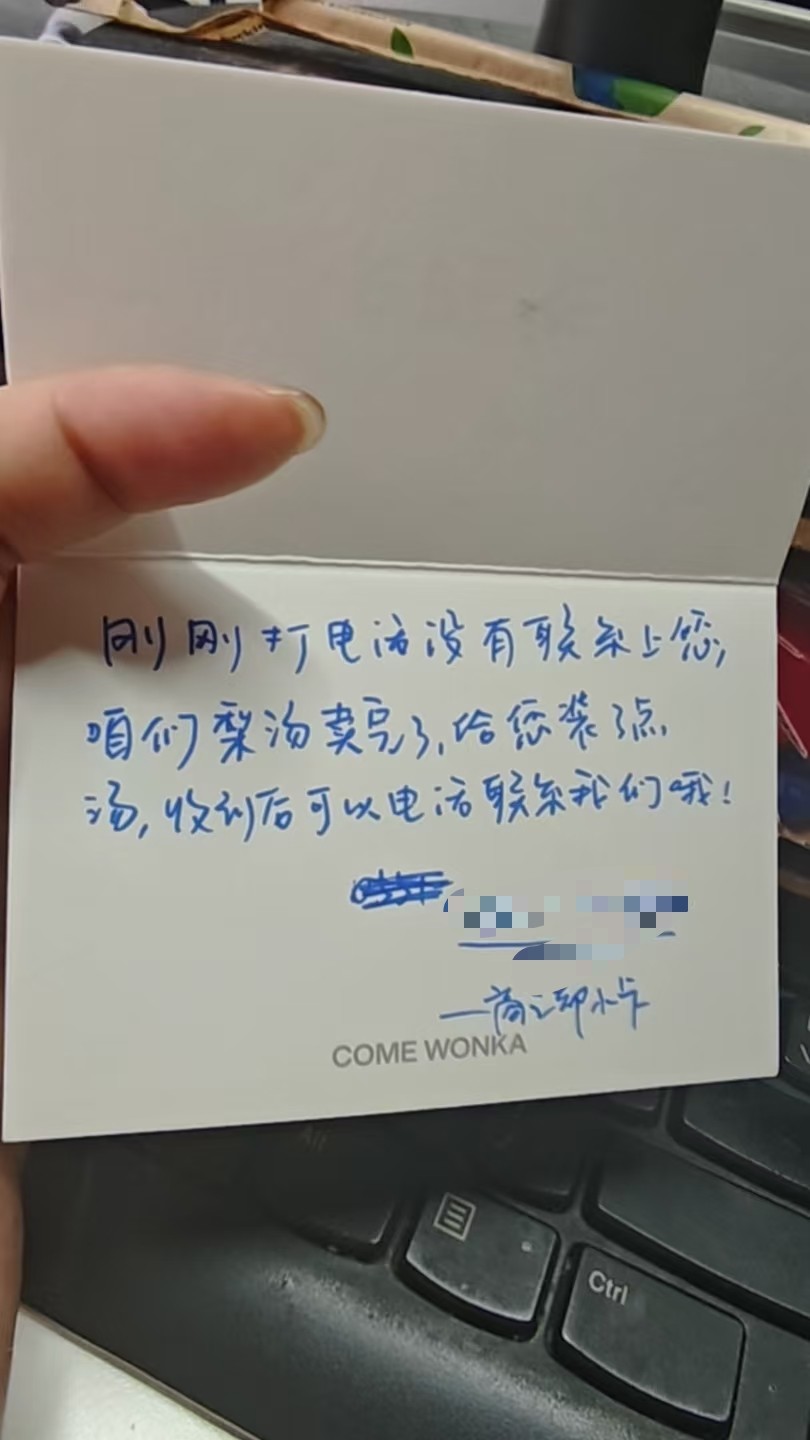 刚刚打电话没有联系上您,
咱们梨汤卖完了,给您装了点
汤,收到后可以电话联系我们哦!
COME WONKA
Ctrl